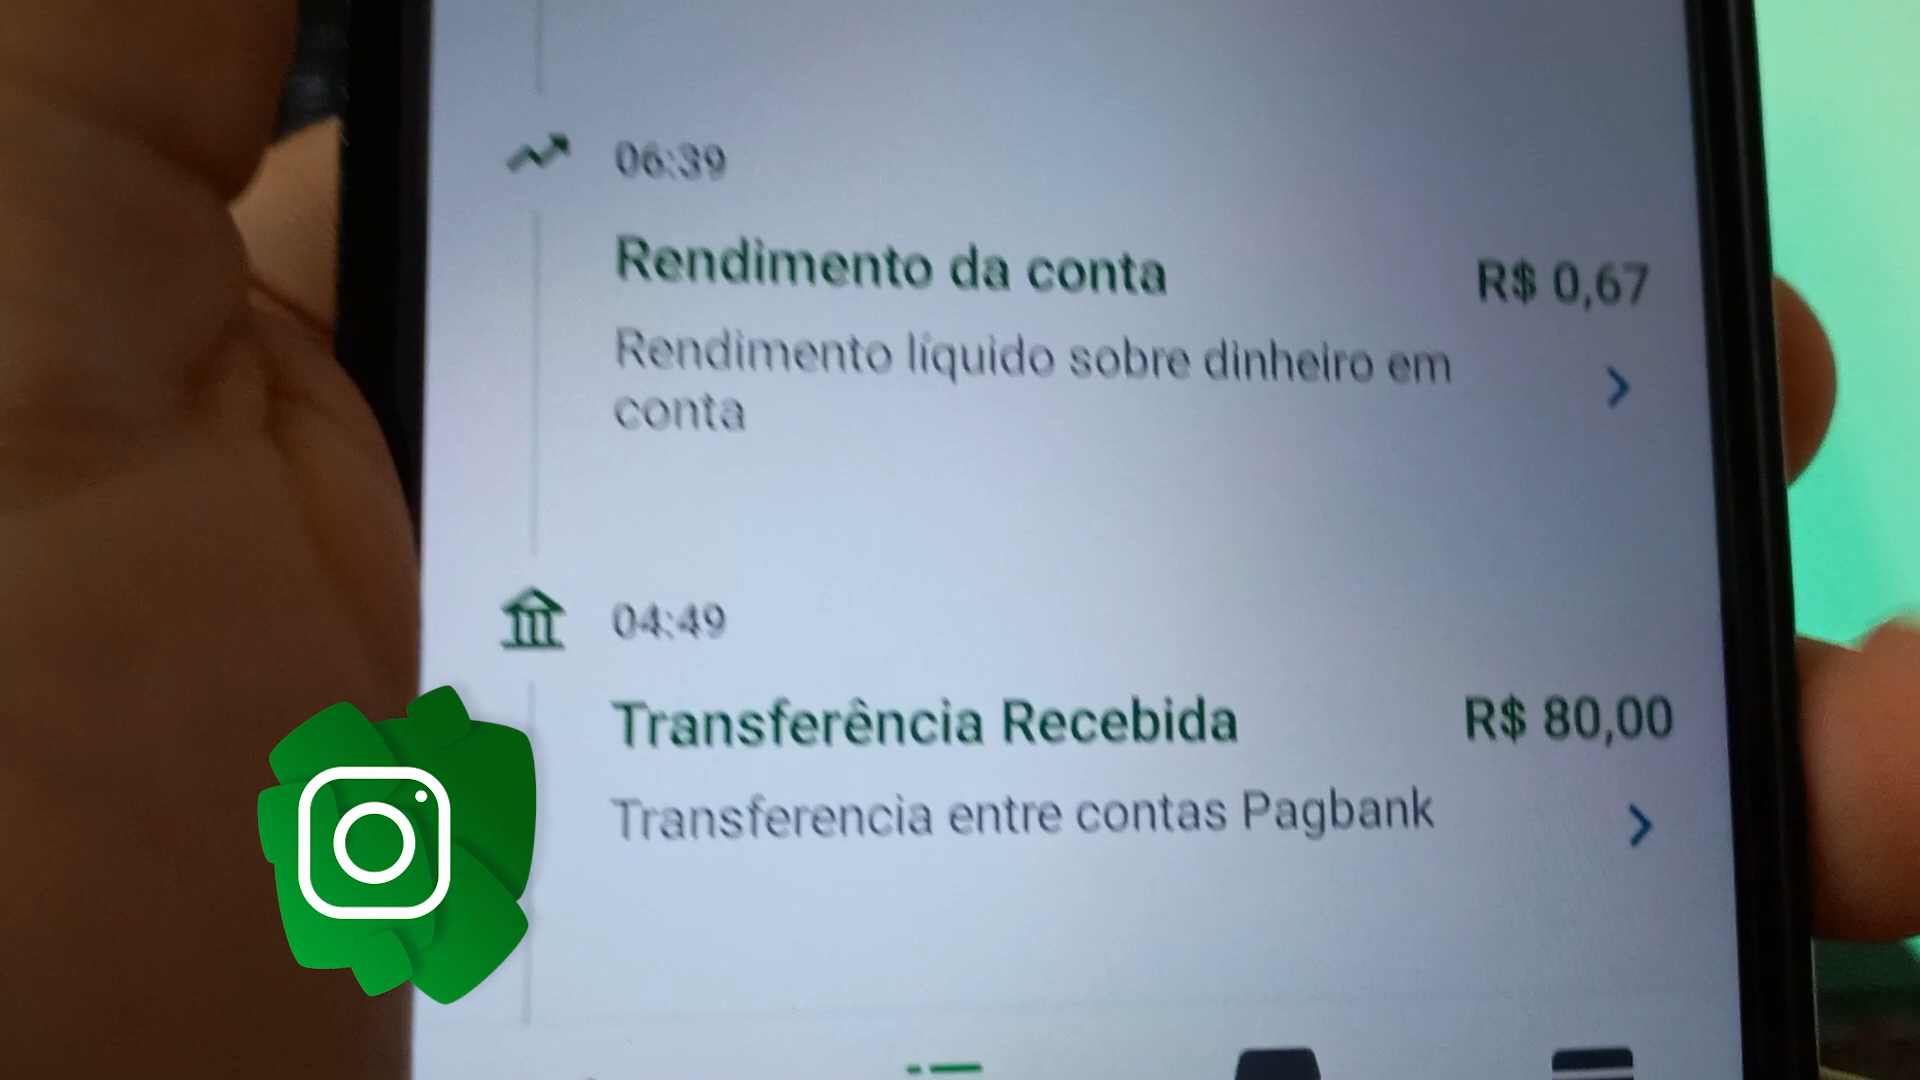 06:39
Rendimento da conta
R$ 0,67
Rendimento líquido sobre dinheiro em
conta
04:49
Transferência Recebida
R$ 80,00
Transferencia entre contas Pagbank